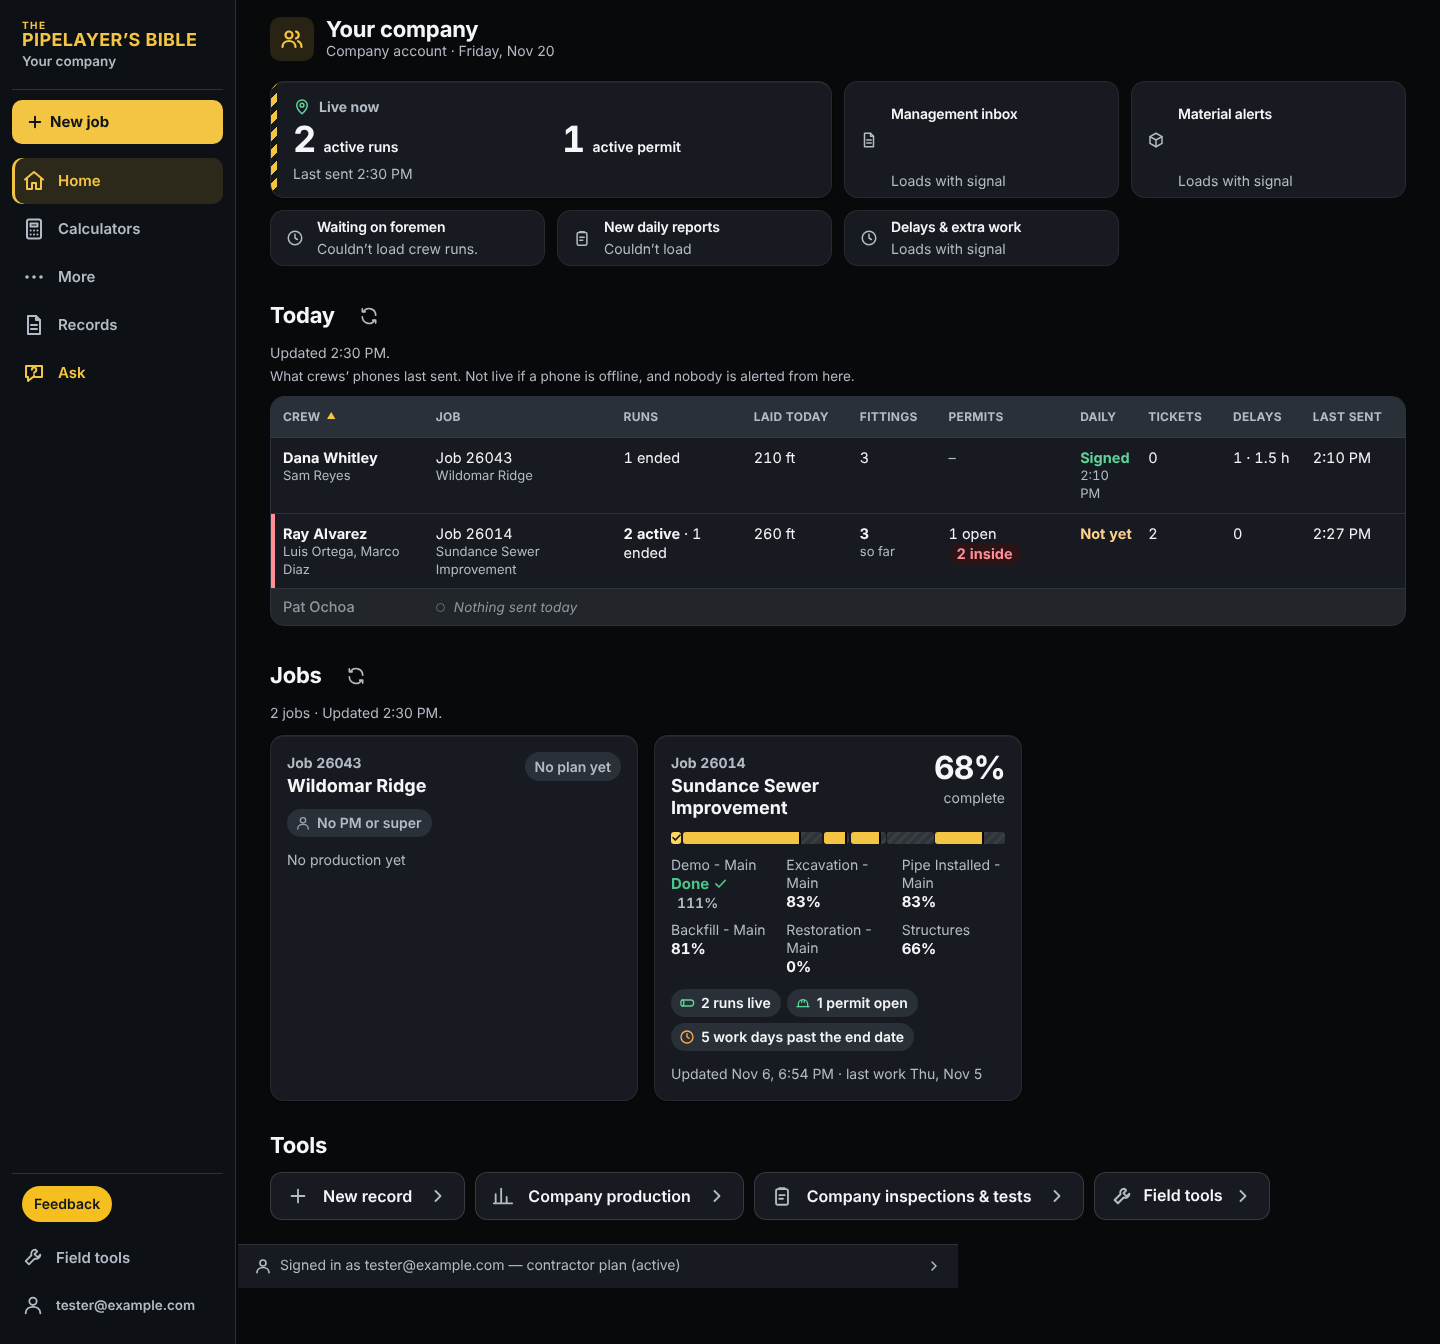 THE
PIPELAYER’S BIBLE
Your company
New job
Home
Calculators
More
Records
Ask
Feedback
Field tools
tester@example.com
Your company
Company account · Friday, Nov 20
Live now
2 active runs
1 active permit
Last sent 2:30 PM
Management inbox
Loads with signal
Material alerts
Loads with signal
Waiting on foremen
Couldn’t load crew runs.
New daily reports
Couldn’t load
Delays & extra work
Loads with signal
Today
Updated 2:30 PM.
What crews’ phones last sent. Not live if a phone is offline, and nobody is alerted from here.
CREW JOB RUNS LAID TODAY FITTINGS PERMITS DAILY TICKETS DELAYS LAST SENT
Dana Whitley Job 26043 1 ended 210 ft 3 – Signed 0 1 · 1.5 h 2:10 PM
Sam Reyes Wildomar Ridge 2:10
PM
Ray Alvarez Job 26014 2 active · 1 260 ft 3 1 open Not yet 2 0 2:27 PM
Luis Ortega, Marco Sundance Sewer ended so far 2 inside
Diaz Improvement
Pat Ochoa Nothing sent today
Jobs
2 jobs · Updated 2:30 PM.
Job 26043
Wildomar Ridge
No plan yet
No PM or super
No production yet
Job 26014
Sundance Sewer
Improvement
68%
complete
Demo - Main
Done
111%
Excavation -
Main
83%
Pipe Installed -
Main
83%
Backfill - Main
81%
Restoration -
Main
0%
Structures
66%
2 runs live
1 permit open
5 work days past the end date
Updated Nov 6, 6:54 PM · last work Thu, Nov 5
Tools
New record
Company production
Company inspections & tests
Field tools
Signed in as tester@example.com — contractor plan (active)